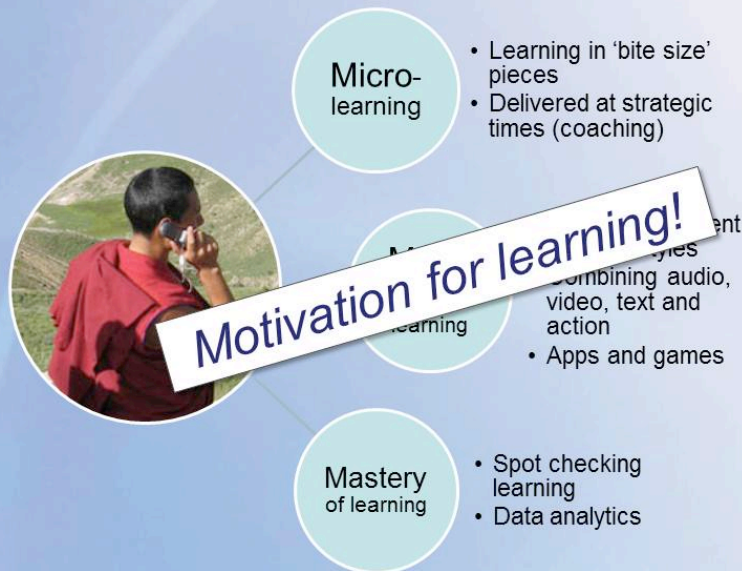 Micro-
learning
• Learning in ‘bite size’
pieces
• Delivered at strategic
times (coaching)
Motivation for learning!
learning
Combining audio,
video, text and
action
• Apps and games
Mastery
of learning
• Spot checking
learning
• Data analytics